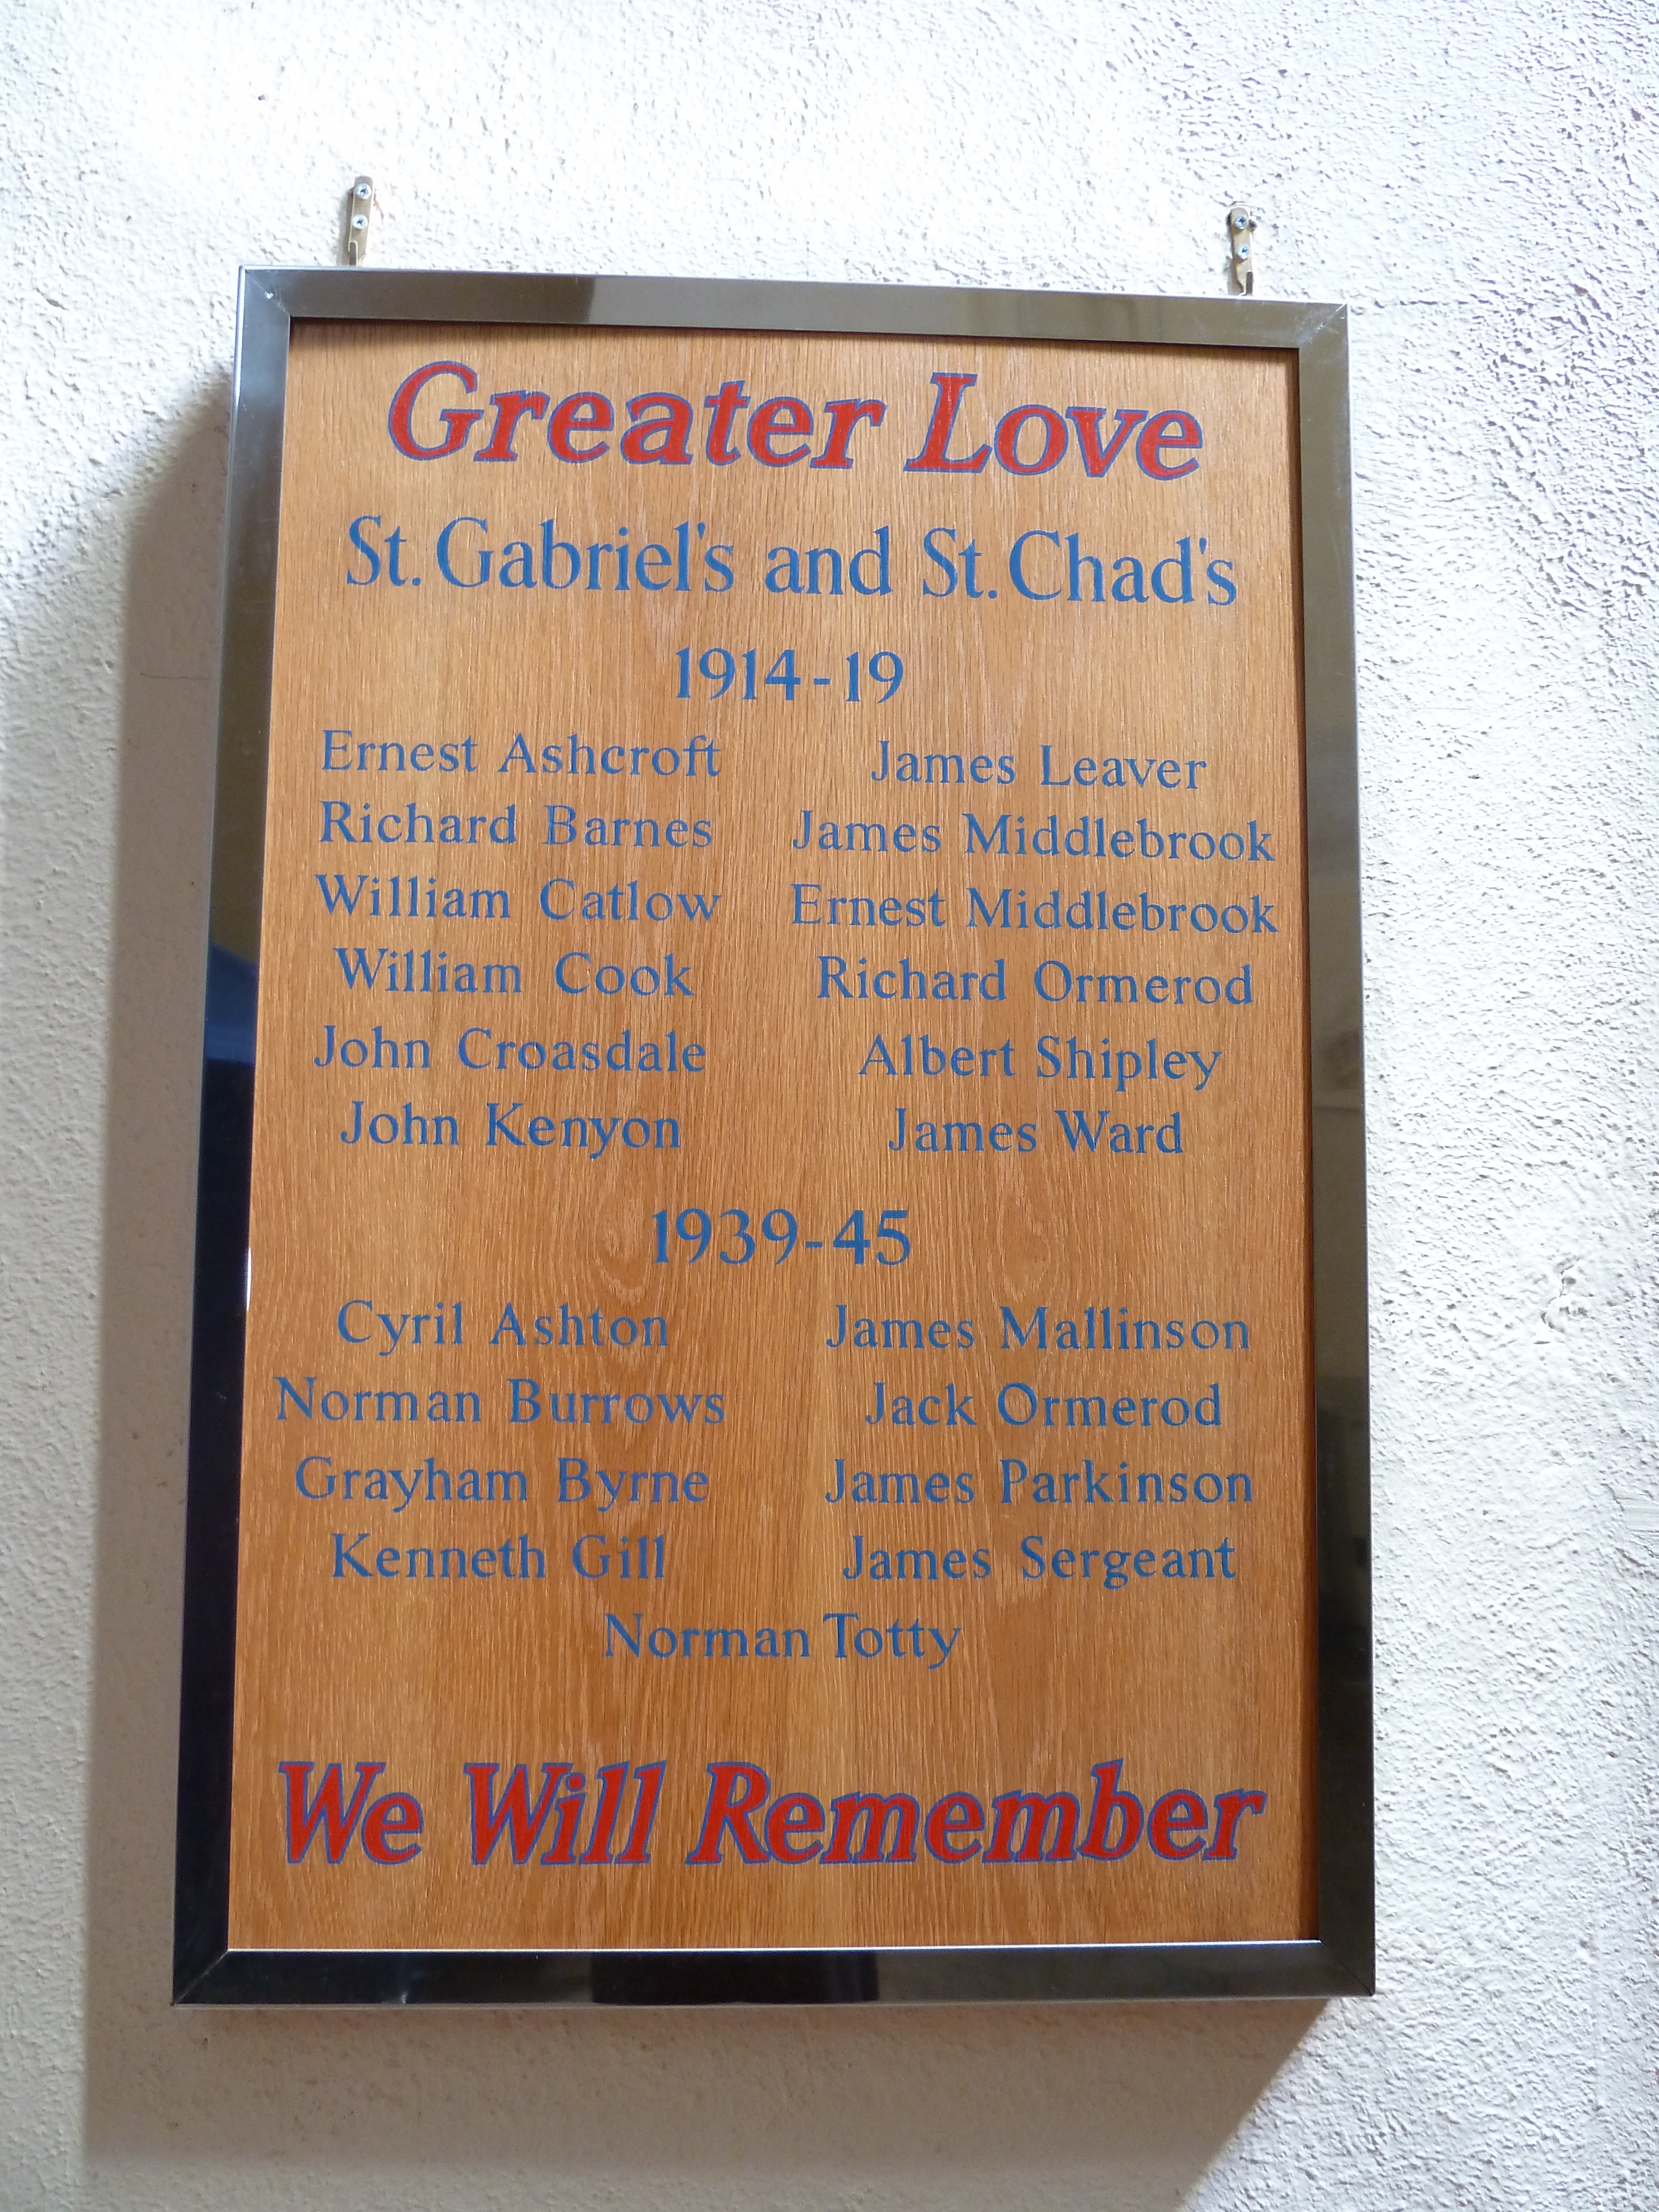 Greater Love
St. Gabriel's and St. Chad's
1914-19
Ernest Ashcroft James Leaver
Richard Barnes James Middlebrook
William Catlow Ernest Middlebrook
William Cook Richard Ormerod
John Croasdale Albert Shipley
John Kenyon James Ward
1939-45
Cyril Ashton James Mallinson
Norman Burrows Jack Ormerod
Grayham Byrne James Parkinson
Kenneth Gill James Sergeant
Norman Totty
We Will Remember